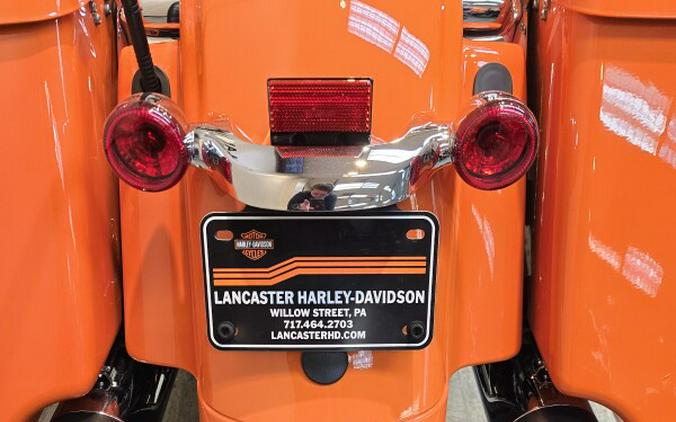 MOTOR
HARLEY-DAVIDSON
CYCLES
LANCASTER HARLEY-DAVIDSON
WILLOW STREET, PA
717.464.2703
LANCASTERHD.COM